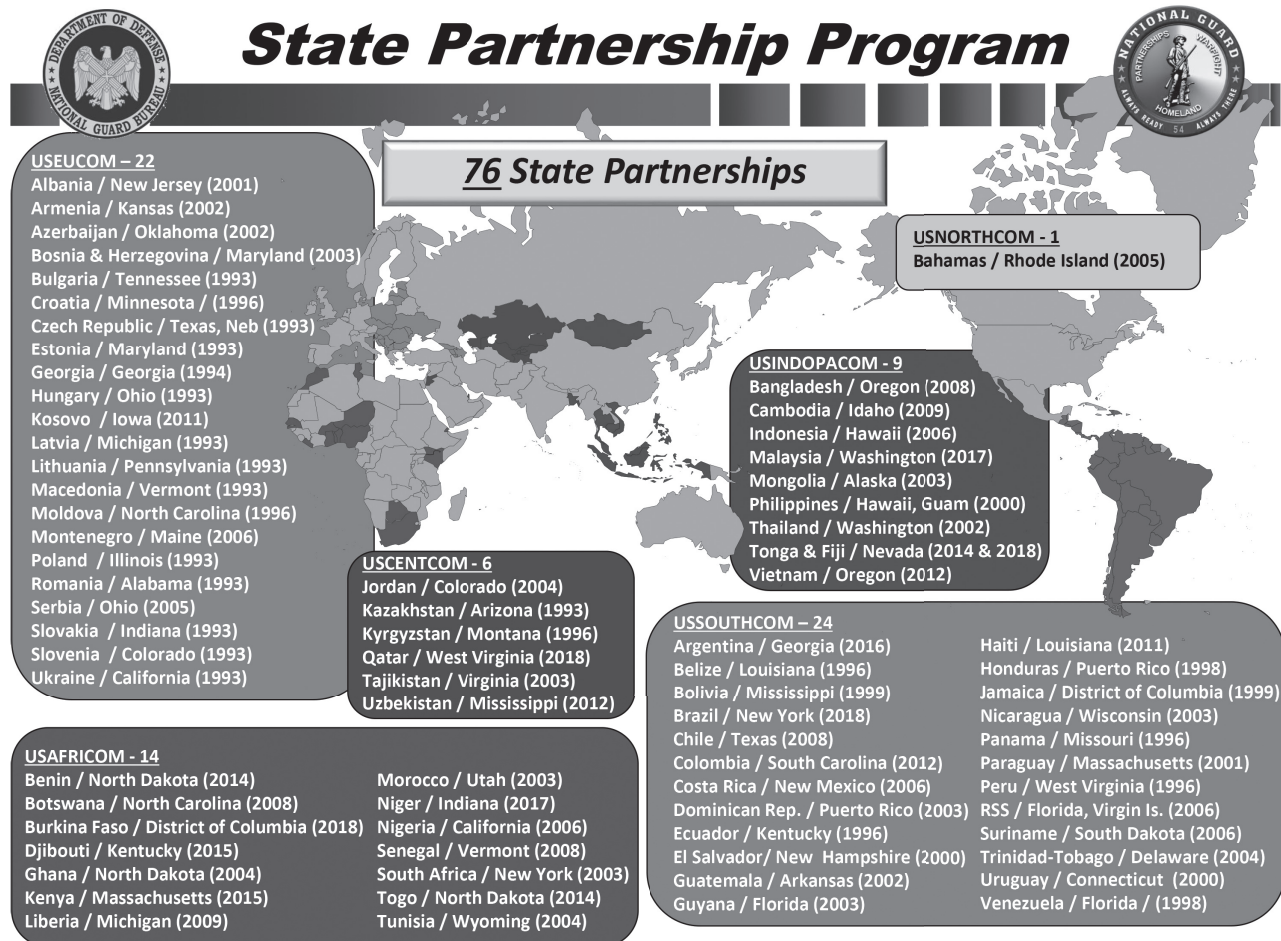 State Partnership Program
DEPARTMENT OF DEFENSE
NATIONAL GUARD BUREAU
NATIONAL GUARD
PARTNERSHIPS
WARFIGHT
HOMELAND
ALWAYS READY 54 ALWAYS THERE
76 State Partnerships
USEUCOM – 22
Albania / New Jersey (2001)
Armenia / Kansas (2002)
Azerbaijan / Oklahoma (2002)
Bosnia & Herzegovina / Maryland (2003)
Bulgaria / Tennessee (1993)
Croatia / Minnesota / (1996)
Czech Republic / Texas, Neb (1993)
Estonia / Maryland (1993)
Georgia / Georgia (1994)
Hungary / Ohio (1993)
Kosovo / Iowa (2011)
Latvia / Michigan (1993)
Lithuania / Pennsylvania (1993)
Macedonia / Vermont (1993)
Moldova / North Carolina (1996)
Montenegro / Maine (2006)
Poland / Illinois (1993)
Romania / Alabama (1993)
Serbia / Ohio (2005)
Slovakia / Indiana (1993)
Slovenia / Colorado (1993)
Ukraine / California (1993)
USNORTHCOM - 1
Bahamas / Rhode Island (2005)
USINDOPACOM - 9
Bangladesh / Oregon (2008)
Cambodia / Idaho (2009)
Indonesia / Hawaii (2006)
Malaysia / Washington (2017)
Mongolia / Alaska (2003)
Philippines / Hawaii, Guam (2000)
Thailand / Washington (2002)
Tonga & Fiji / Nevada (2014 & 2018)
Vietnam / Oregon (2012)
USCENTCOM - 6
Jordan / Colorado (2004)
Kazakhstan / Arizona (1993)
Kyrgyzstan / Montana (1996)
Qatar / West Virginia (2018)
Tajikistan / Virginia (2003)
Uzbekistan / Mississippi (2012)
USSOUTHCOM – 24
Argentina / Georgia (2016)
Belize / Louisiana (1996)
Bolivia / Mississippi (1999)
Brazil / New York (2018)
Chile / Texas (2008)
Colombia / South Carolina (2012)
Costa Rica / New Mexico (2006)
Dominican Rep. / Puerto Rico (2003)
Ecuador / Kentucky (1996)
El Salvador/ New Hampshire (2000)
Guatemala / Arkansas (2002)
Guyana / Florida (2003)
Haiti / Louisiana (2011)
Honduras / Puerto Rico (1998)
Jamaica / District of Columbia (1999)
Nicaragua / Wisconsin (2003)
Panama / Missouri (1996)
Paraguay / Massachusetts (2001)
Peru / West Virginia (1996)
RSS / Florida, Virgin Is. (2006)
Suriname / South Dakota (2006)
Trinidad-Tobago / Delaware (2004)
Uruguay / Connecticut (2000)
Venezuela / Florida / (1998)
USAFRICOM - 14
Benin / North Dakota (2014)
Botswana / North Carolina (2008)
Burkina Faso / District of Columbia (2018)
Djibouti / Kentucky (2015)
Ghana / North Dakota (2004)
Kenya / Massachusetts (2015)
Liberia / Michigan (2009)
Morocco / Utah (2003)
Niger / Indiana (2017)
Nigeria / California (2006)
Senegal / Vermont (2008)
South Africa / New York (2003)
Togo / North Dakota (2014)
Tunisia / Wyoming (2004)